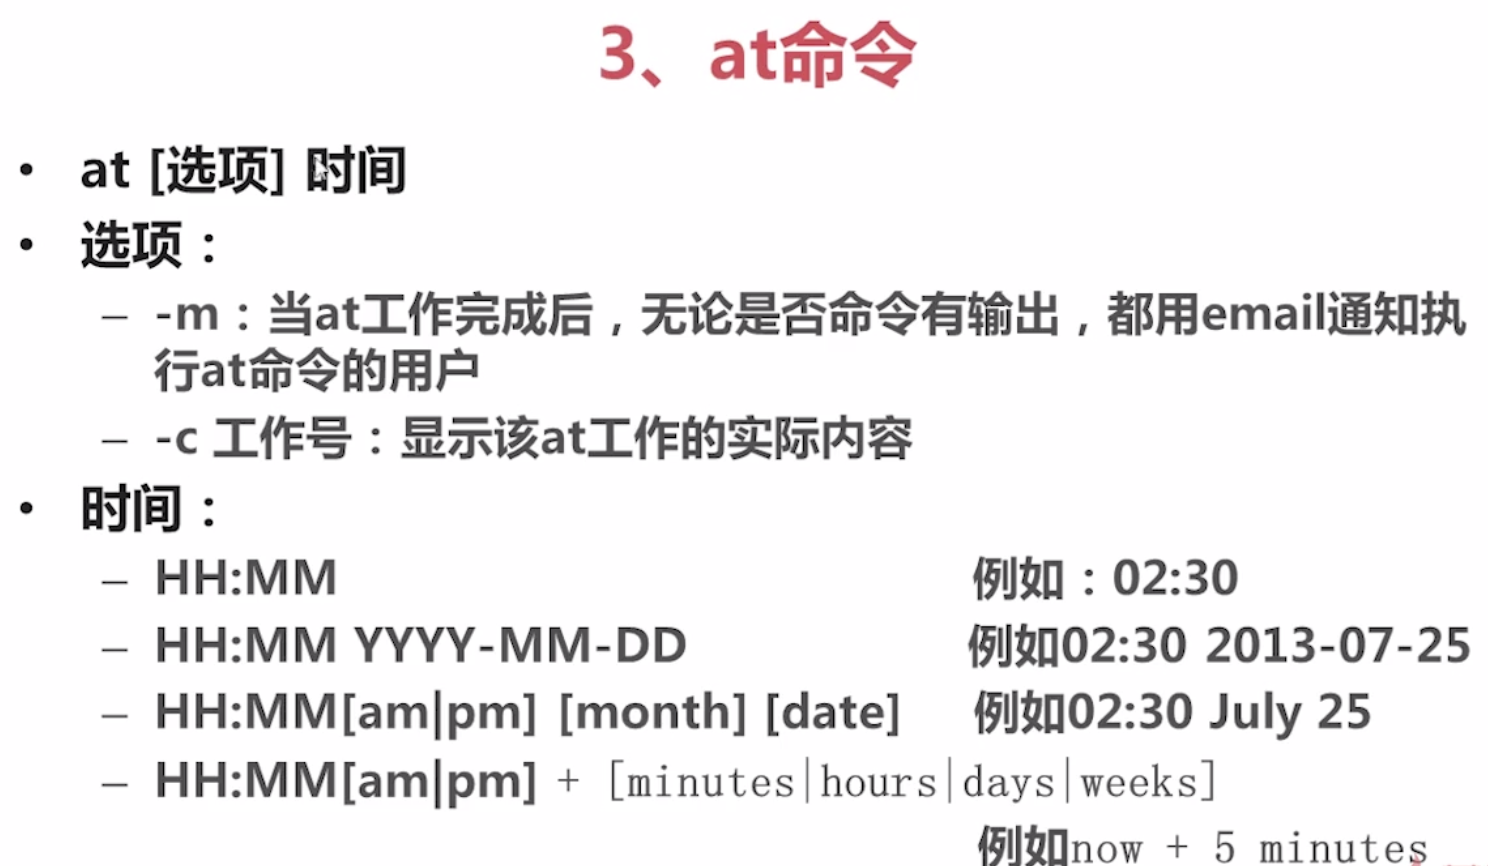 3、at命令
• at [选项] 时间
• 选项：
– -m：当at工作完成后，无论是否命令有输出，都用email通知执
行at命令的用户
– -c 工作号：显示该at工作的实际内容
• 时间：
– HH:MM 例如：02:30
– HH:MM YYYY-MM-DD 例如02:30 2013-07-25
– HH:MM[am|pm] [month] [date] 例如02:30 July 25
– HH:MM[am|pm] + [minutes|hours|days|weeks]
例如now + 5 minutes